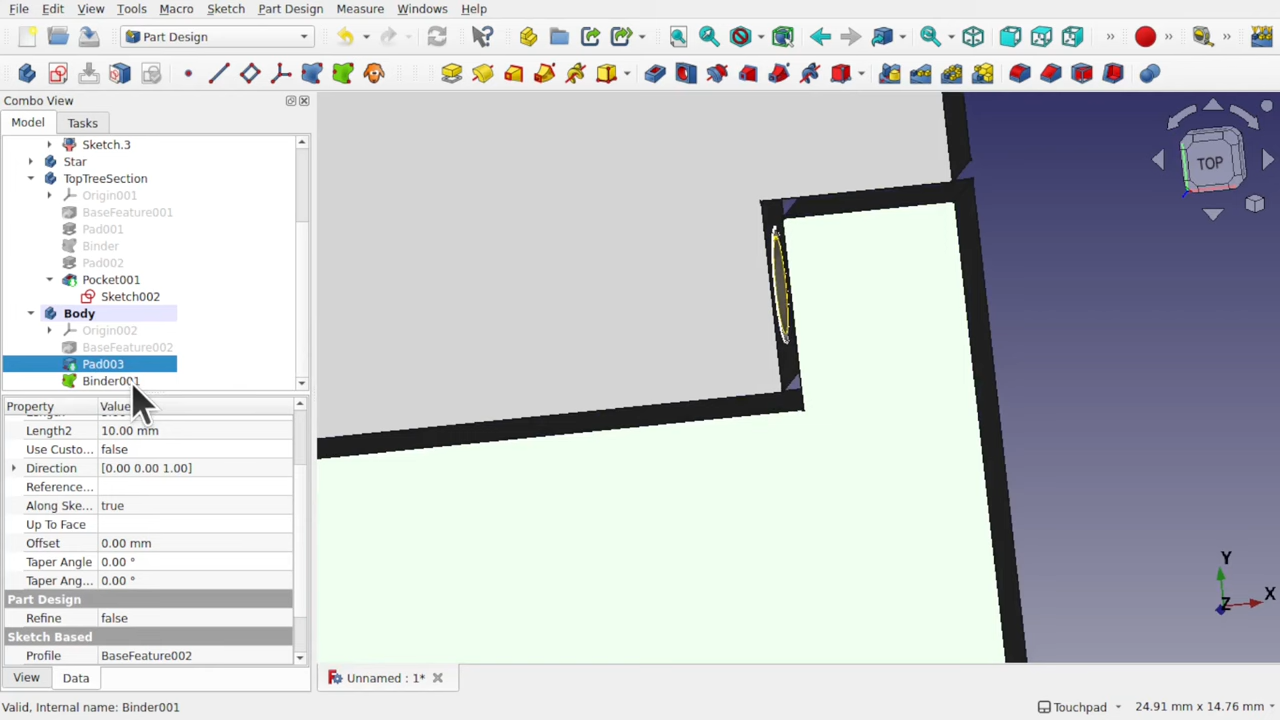 File Edit View Tools Macro Sketch Part Design Measure Windows Help
Part Design
Combo View
Model Tasks
Sketch.3
Star
TopTreeSection
Origin001
BaseFeature001
Pad001
Binder
Pad002
Pocket001
Sketch002
Body
Origin002
BaseFeature002
Pad003
Binder001
Property Value
Length2 10.00 mm
Use Custo... false
Direction [0.00 0.00 1.00]
Reference...
Along Ske... true
Up To Face
Offset 0.00 mm
Taper Angle 0.00 °
Taper Ang... 0.00 °
Part Design
Refine false
Sketch Based
Profile BaseFeature002
View Data
Unnamed : 1*
TOP
Y
X
Z
Valid, Internal name: Binder001
Touchpad 24.91 mm x 14.76 mm